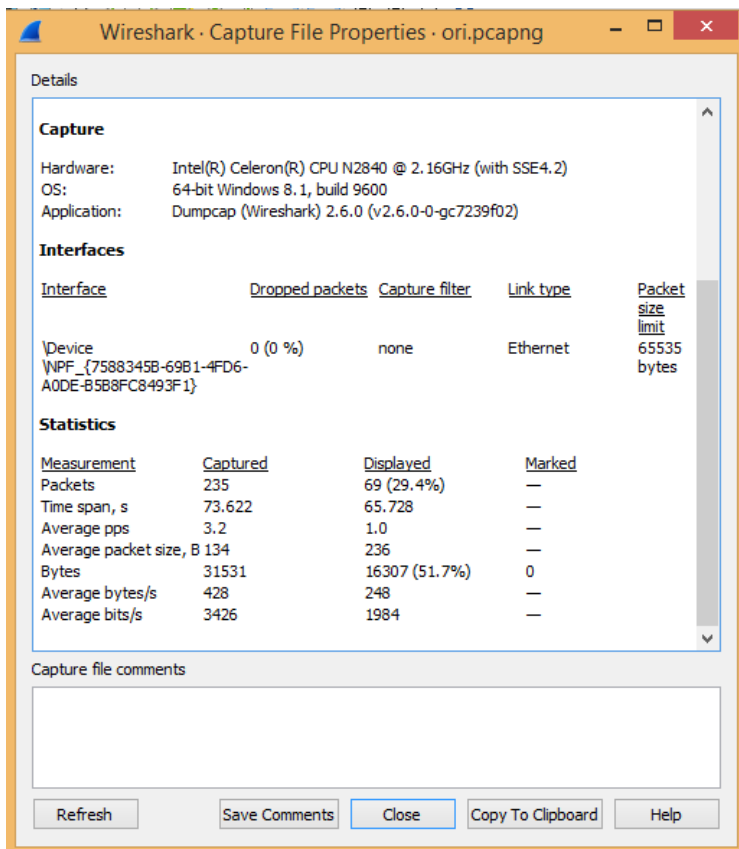 Wireshark · Capture File Properties · ori.pcapng
Details
Capture
Hardware: Intel(R) Celeron(R) CPU N2840 @ 2.16GHz (with SSE4.2)
OS: 64-bit Windows 8.1, build 9600
Application: Dumpcap (Wireshark) 2.6.0 (v2.6.0-0-gc7239f02)
Interfaces
Interface Dropped packets Capture filter Link type Packet
size
limit
\Device 0 (0 %) none Ethernet 65535
\NPF_{7588345B-69B1-4FD6- bytes
A0DE-B5B8FC8493F1}
Statistics
Measurement Captured Displayed Marked
Packets 235 69 (29.4%) —
Time span, s 73.622 65.728 —
Average pps 3.2 1.0 —
Average packet size, B 134 236 —
Bytes 31531 16307 (51.7%) 0
Average bytes/s 428 248 —
Average bits/s 3426 1984 —
Capture file comments
Refresh Save Comments Close Copy To Clipboard Help